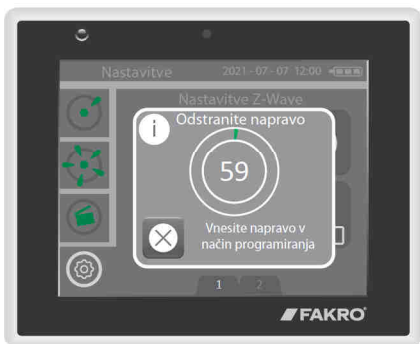 Nastavitve 2021-07-07 12:00
Nastavitve Z-Wave
Odstranite napravo
i
59
Vnesite napravo v
način programiranja
1 2
FAKRO